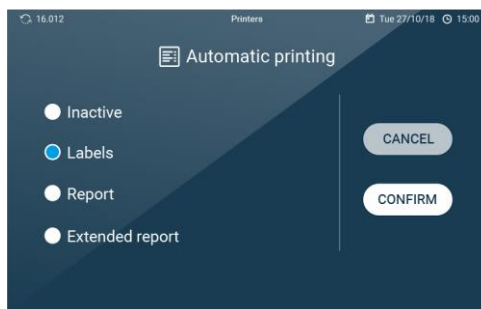 16.012 Printers Tue 27/10/18 15:00
Automatic printing
Inactive
Labels
Report
Extended report
CANCEL
CONFIRM